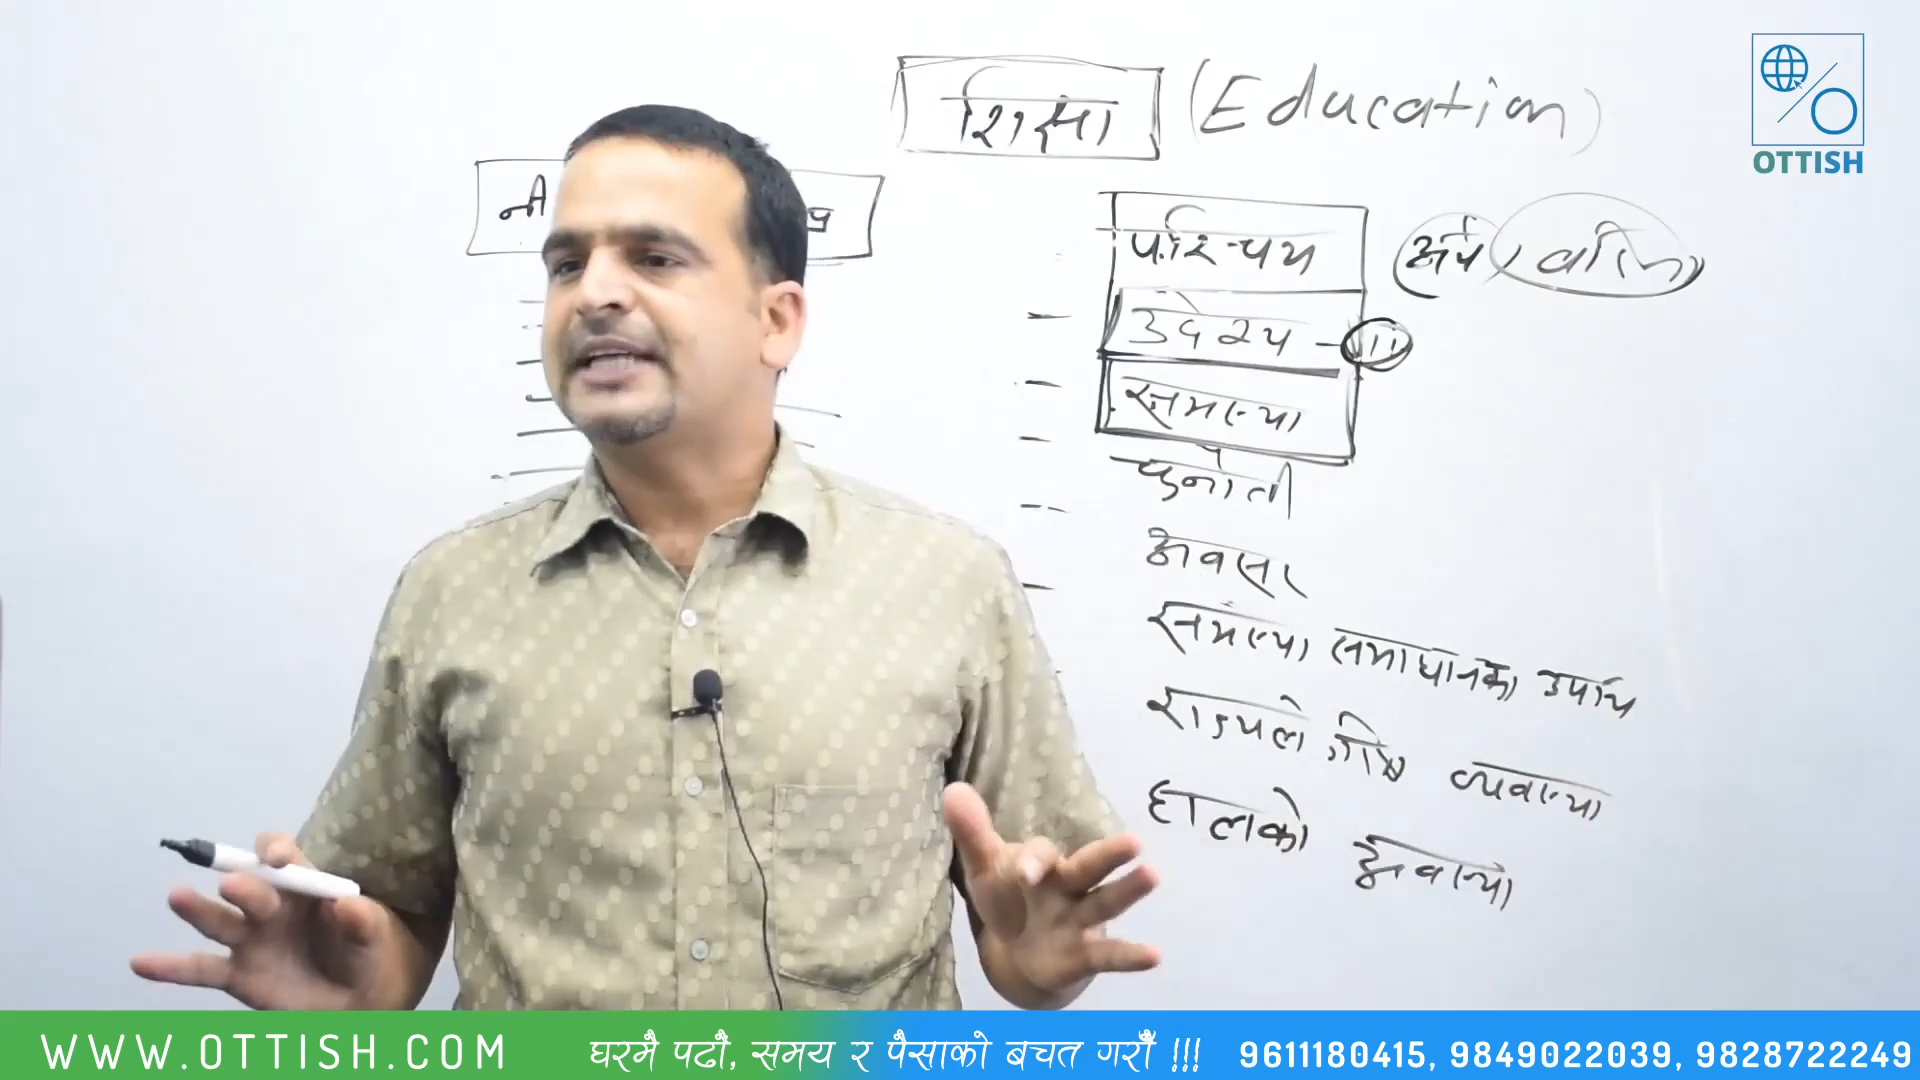 शिक्षा (Education)
OTTISH
नी
परिचय अर्थ,
उदेश्य - 11
समस्या
चुनौती
अवसर
समस्या समाधानका उपाय
राज्यले गरेका व्यवस्था
हालको अवस्था
WWW.OTTISH.COM घरमै पढौं, समय र पैसाको बचत गरौं !!! 9611180415, 9849022039, 9828722249